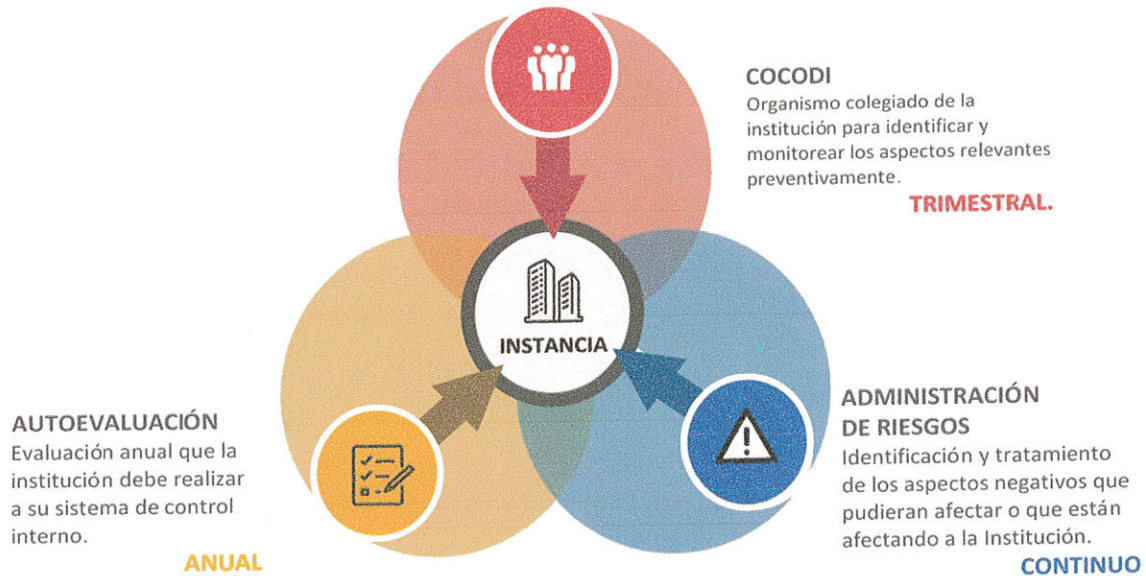 COCODI
Organismo colegiado de la
institución para identificar y
monitorear los aspectos relevantes
preventivamente.
TRIMESTRAL.
INSTANCIA
AUTOEVALUACIÓN
Evaluación anual que la
institución debe realizar
a su sistema de control
interno.
ANUAL
ADMINISTRACIÓN
DE RIESGOS
Identificación y tratamiento
de los aspectos negativos que
pudieran afectar o que están
afectando a la Institución.
CONTINUO